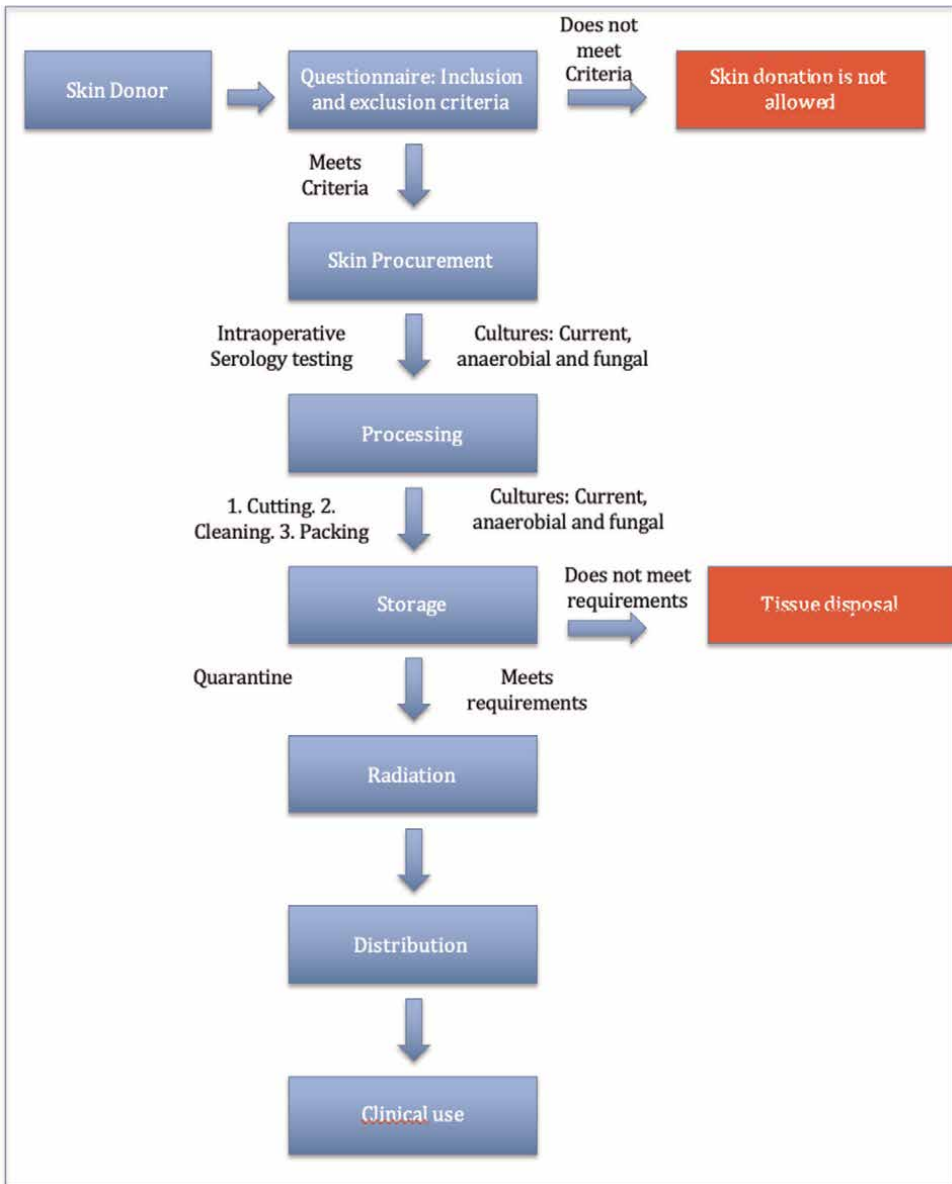 Skin Donor
Questionnaire: Inclusion
and exclusion criteria
Does not
meet
Criteria
Skin donation is not
allowed
Meets
Criteria
Skin Procurement
Intraoperative
Serology testing
Cultures: Current,
anaerobial and fungal
Processing
1. Cutting. 2.
Cleaning. 3. Packing
Cultures: Current,
anaerobial and fungal
Storage
Does not meet
requirements
Tissue disposal
Quarantine
Meets
requirements
Radiation
Distribution
Clinical use